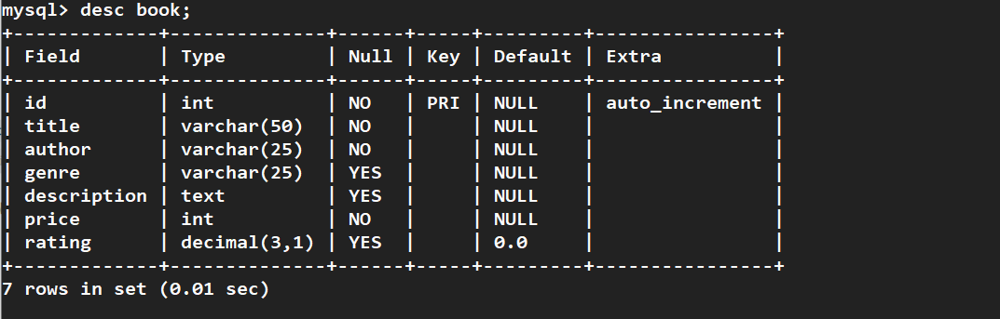 mysql> desc book;
+-------------+--------------+------+-----+---------+----------------+
| Field       | Type         | Null | Key | Default | Extra          |
+-------------+--------------+------+-----+---------+----------------+
| id          | int          | NO   | PRI | NULL    | auto_increment |
| title       | varchar(50)  | NO   |     | NULL    |                |
| author      | varchar(25)  | NO   |     | NULL    |                |
| genre       | varchar(25)  | YES  |     | NULL    |                |
| description | text         | YES  |     | NULL    |                |
| price       | int          | NO   |     | NULL    |                |
| rating      | decimal(3,1) | YES  |     | 0.0     |                |
+-------------+--------------+------+-----+---------+----------------+
7 rows in set (0.01 sec)